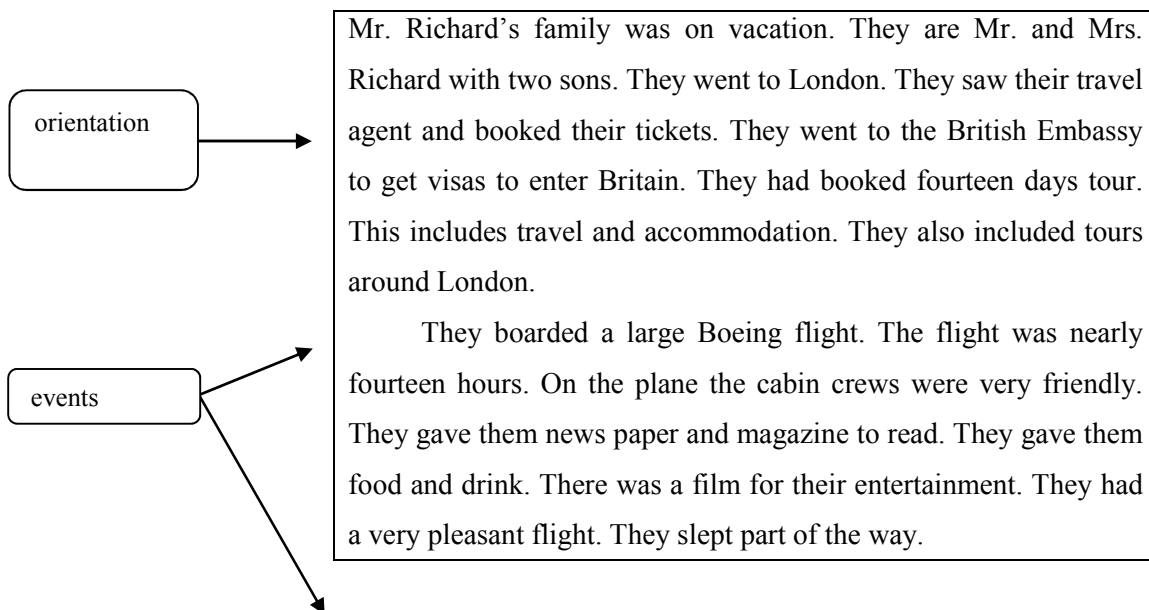 orientation
Mr. Richard’s family was on vacation. They are Mr. and Mrs.
Richard with two sons. They went to London. They saw their travel
agent and booked their tickets. They went to the British Embassy
to get visas to enter Britain. They had booked fourteen days tour.
This includes travel and accommodation. They also included tours
around London.
events
They boarded a large Boeing flight. The flight was nearly
fourteen hours. On the plane the cabin crews were very friendly.
They gave them news paper and magazine to read. They gave them
food and drink. There was a film for their entertainment. They had
a very pleasant flight. They slept part of the way.